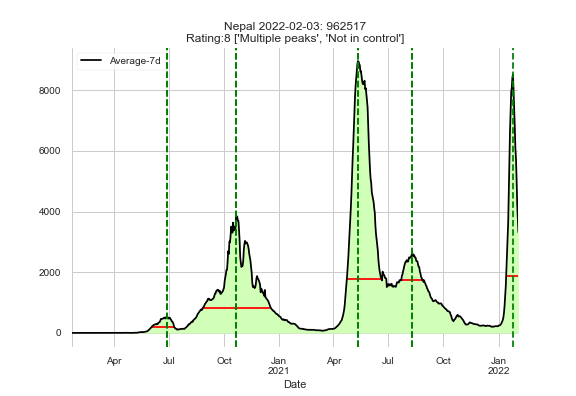 Nepal 2022-02-03: 962517
Rating:8 ['Multiple peaks', 'Not in control']
Average-7d
8000
6000
4000
2000
0
Apr Jul Oct Jan Apr Jul Oct Jan
2021 2022
Date